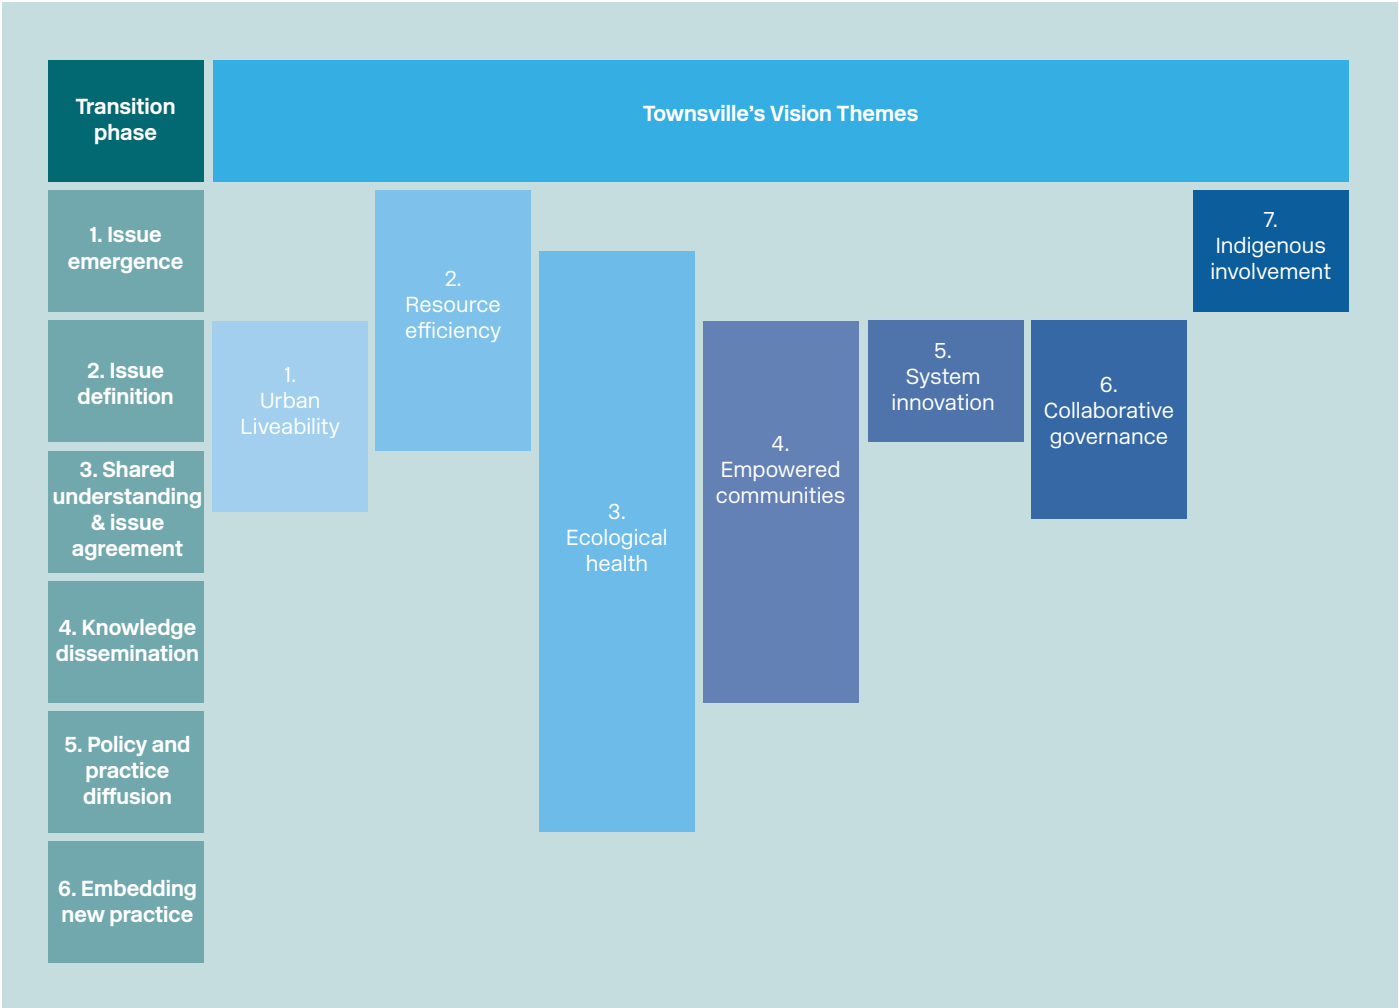 Transition
phase
Townsville’s Vision Themes
1. Issue
emergence
2. Issue
definition
3. Shared
understanding
& issue
agreement
4. Knowledge
dissemination
5. Policy and
practice
diffusion
6. Embedding
new practice
1.
Urban
Liveability
2.
Resource
efficiency
3.
Ecological
health
4.
Empowered
communities
5.
System
innovation
6.
Collaborative
governance
7.
Indigenous
involvement